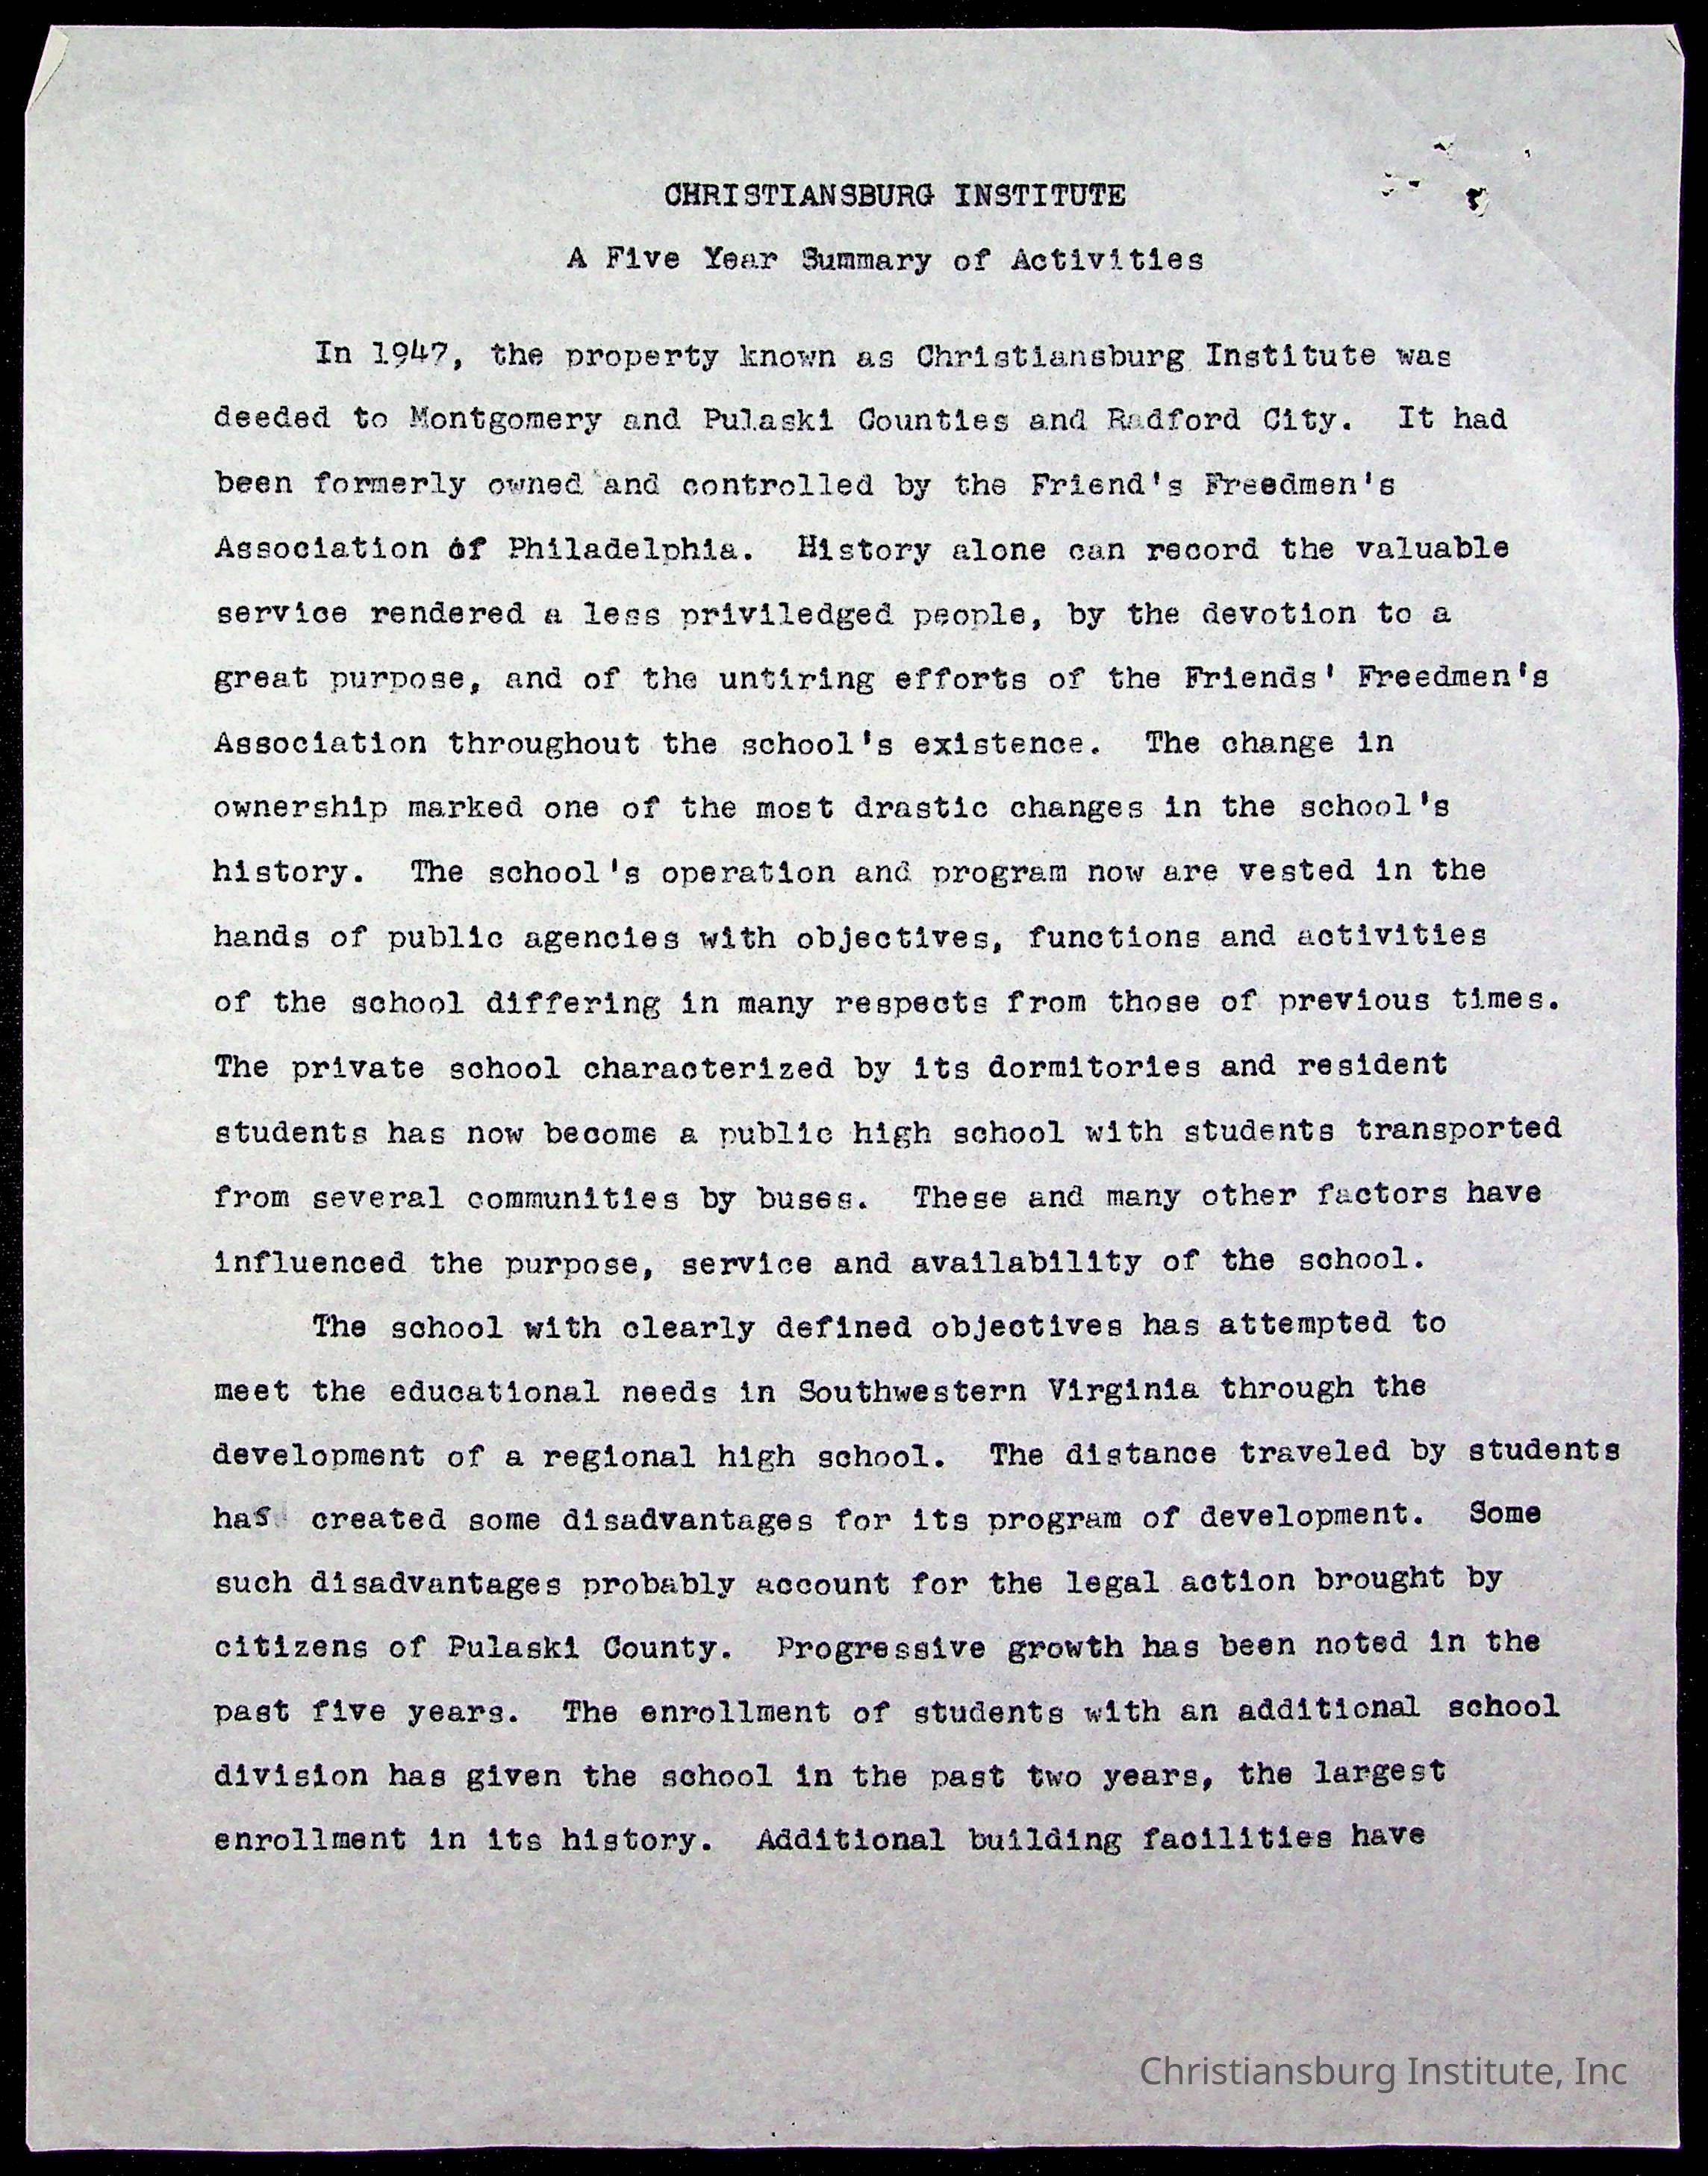 CHRISTIANSBURG INSTITUTE
A Five Year Summary of Activities
In 1947, the property known as Christiansburg Institute was
deeded to Montgomery and Pulaski Counties and Radford City. It had
been formerly owned and controlled by the Friend's Freedmen's
Association of Philadelphia. History alone can record the valuable
service rendered a less priviledged people, by the devotion to a
great purpose, and of the untiring efforts of the Friends' Freedmen's
Association throughout the school's existence. The change in
ownership marked one of the most drastic changes in the school's
history. The school's operation and program now are vested in the
hands of public agencies with objectives, functions and activities
of the school differing in many respects from those of previous times.
The private school characterized by its dormitories and resident
students has now become a public high school with students transported
from several communities by buses. These and many other factors have
influenced the purpose, service and availability of the school.
The school with clearly defined objectives has attempted to
meet the educational needs in Southwestern Virginia through the
development of a regional high school. The distance traveled by students
has created some disadvantages for its program of development. Some
such disadvantages probably account for the legal action brought by
citizens of Pulaski County. Progressive growth has been noted in the
past five years. The enrollment of students with an additional school
division has given the school in the past two years, the largest
enrollment in its history. Additional building facilities have
Christiansburg Institute, Inc